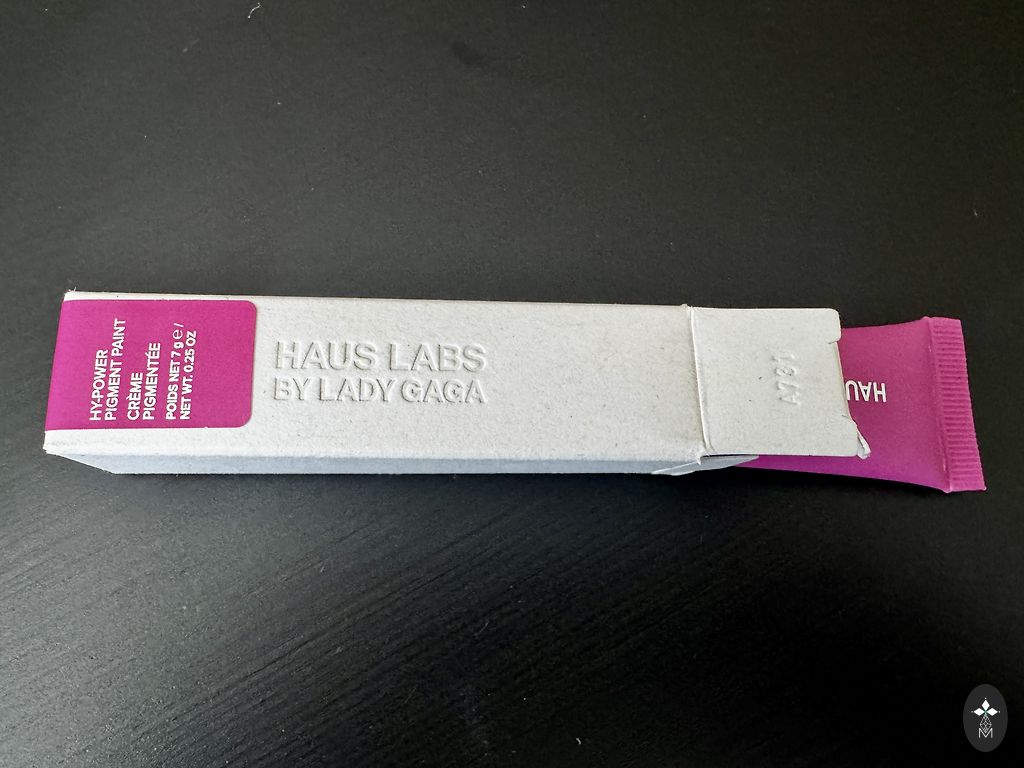 HY-POWER
PIGMENT PAINT
CRÈME
PIGMENTÉE
POIDS NET 7 g ℮ /
NET WT. 0.25 OZ
HAUS LABS
BY LADY GAGA
A781
HAU
M